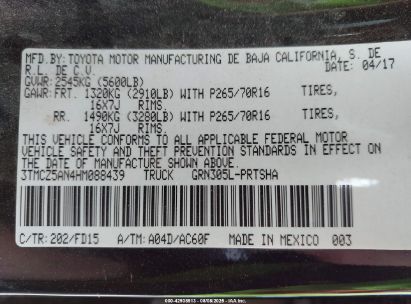 MFD.BY: TOYOTA MOTOR MANUFACTURING DE BAJA CALIFORNIA, S. DE
R.L. DE C.V. DATE: 04/17
GVWR: 2545KG (5600LB)
GAWR: FRT. 1320KG (2910LB) WITH P265/70R16 TIRES,
16X7J RIMS
RR. 1490KG (3280LB) WITH P265/70R16 TIRES,
16X7J RIMS
THIS VEHICLE CONFORMS TO ALL APPLICABLE FEDERAL MOTOR
VEHICLE SAFETY AND THEFT PREVENTION STANDARDS IN EFFECT ON
THE DATE OF MANUFACTURE SHOWN ABOVE.
3TMCZ5AN4HM088439 TRUCK GRN305L-PRTSHA
C/TR: 202/FD15 A/TM: A04D/AC60F MADE IN MEXICO 003